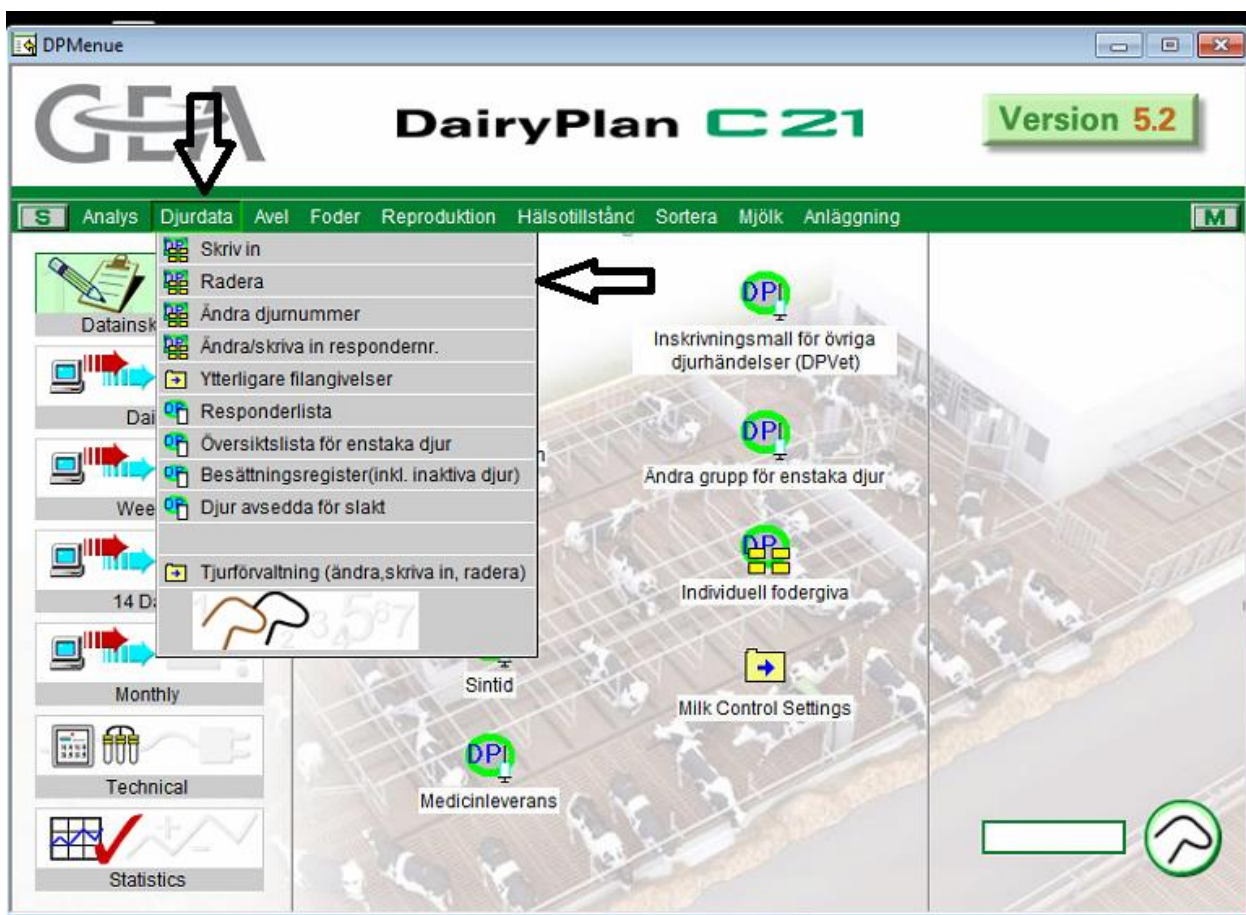 DPMenue
GEA
DairyPlan C21
Version 5.2
S Analys Djurdata Avel Foder Reproduktion Hälsotillstånd Sortera Mjölk Anläggning M
Skriv in
Radera
Ändra djurnummer
Ändra/skriva in respondernr.
Ytterligare filangivelser
Responderlista
Översiktslista för enstaka djur
Besättningsregister(inkl. inaktiva djur)
Djur avsedda för slakt
Tjurförvaltning (ändra,skriva in, radera)
14 D
Monthly
Technical
Statistics
Sintid
Medicinleverans
Inskrivningsmall för övriga
djurhändelser (DPVet)
Ändra grupp för enstaka djur
Individuell fodergiva
Milk Control Settings